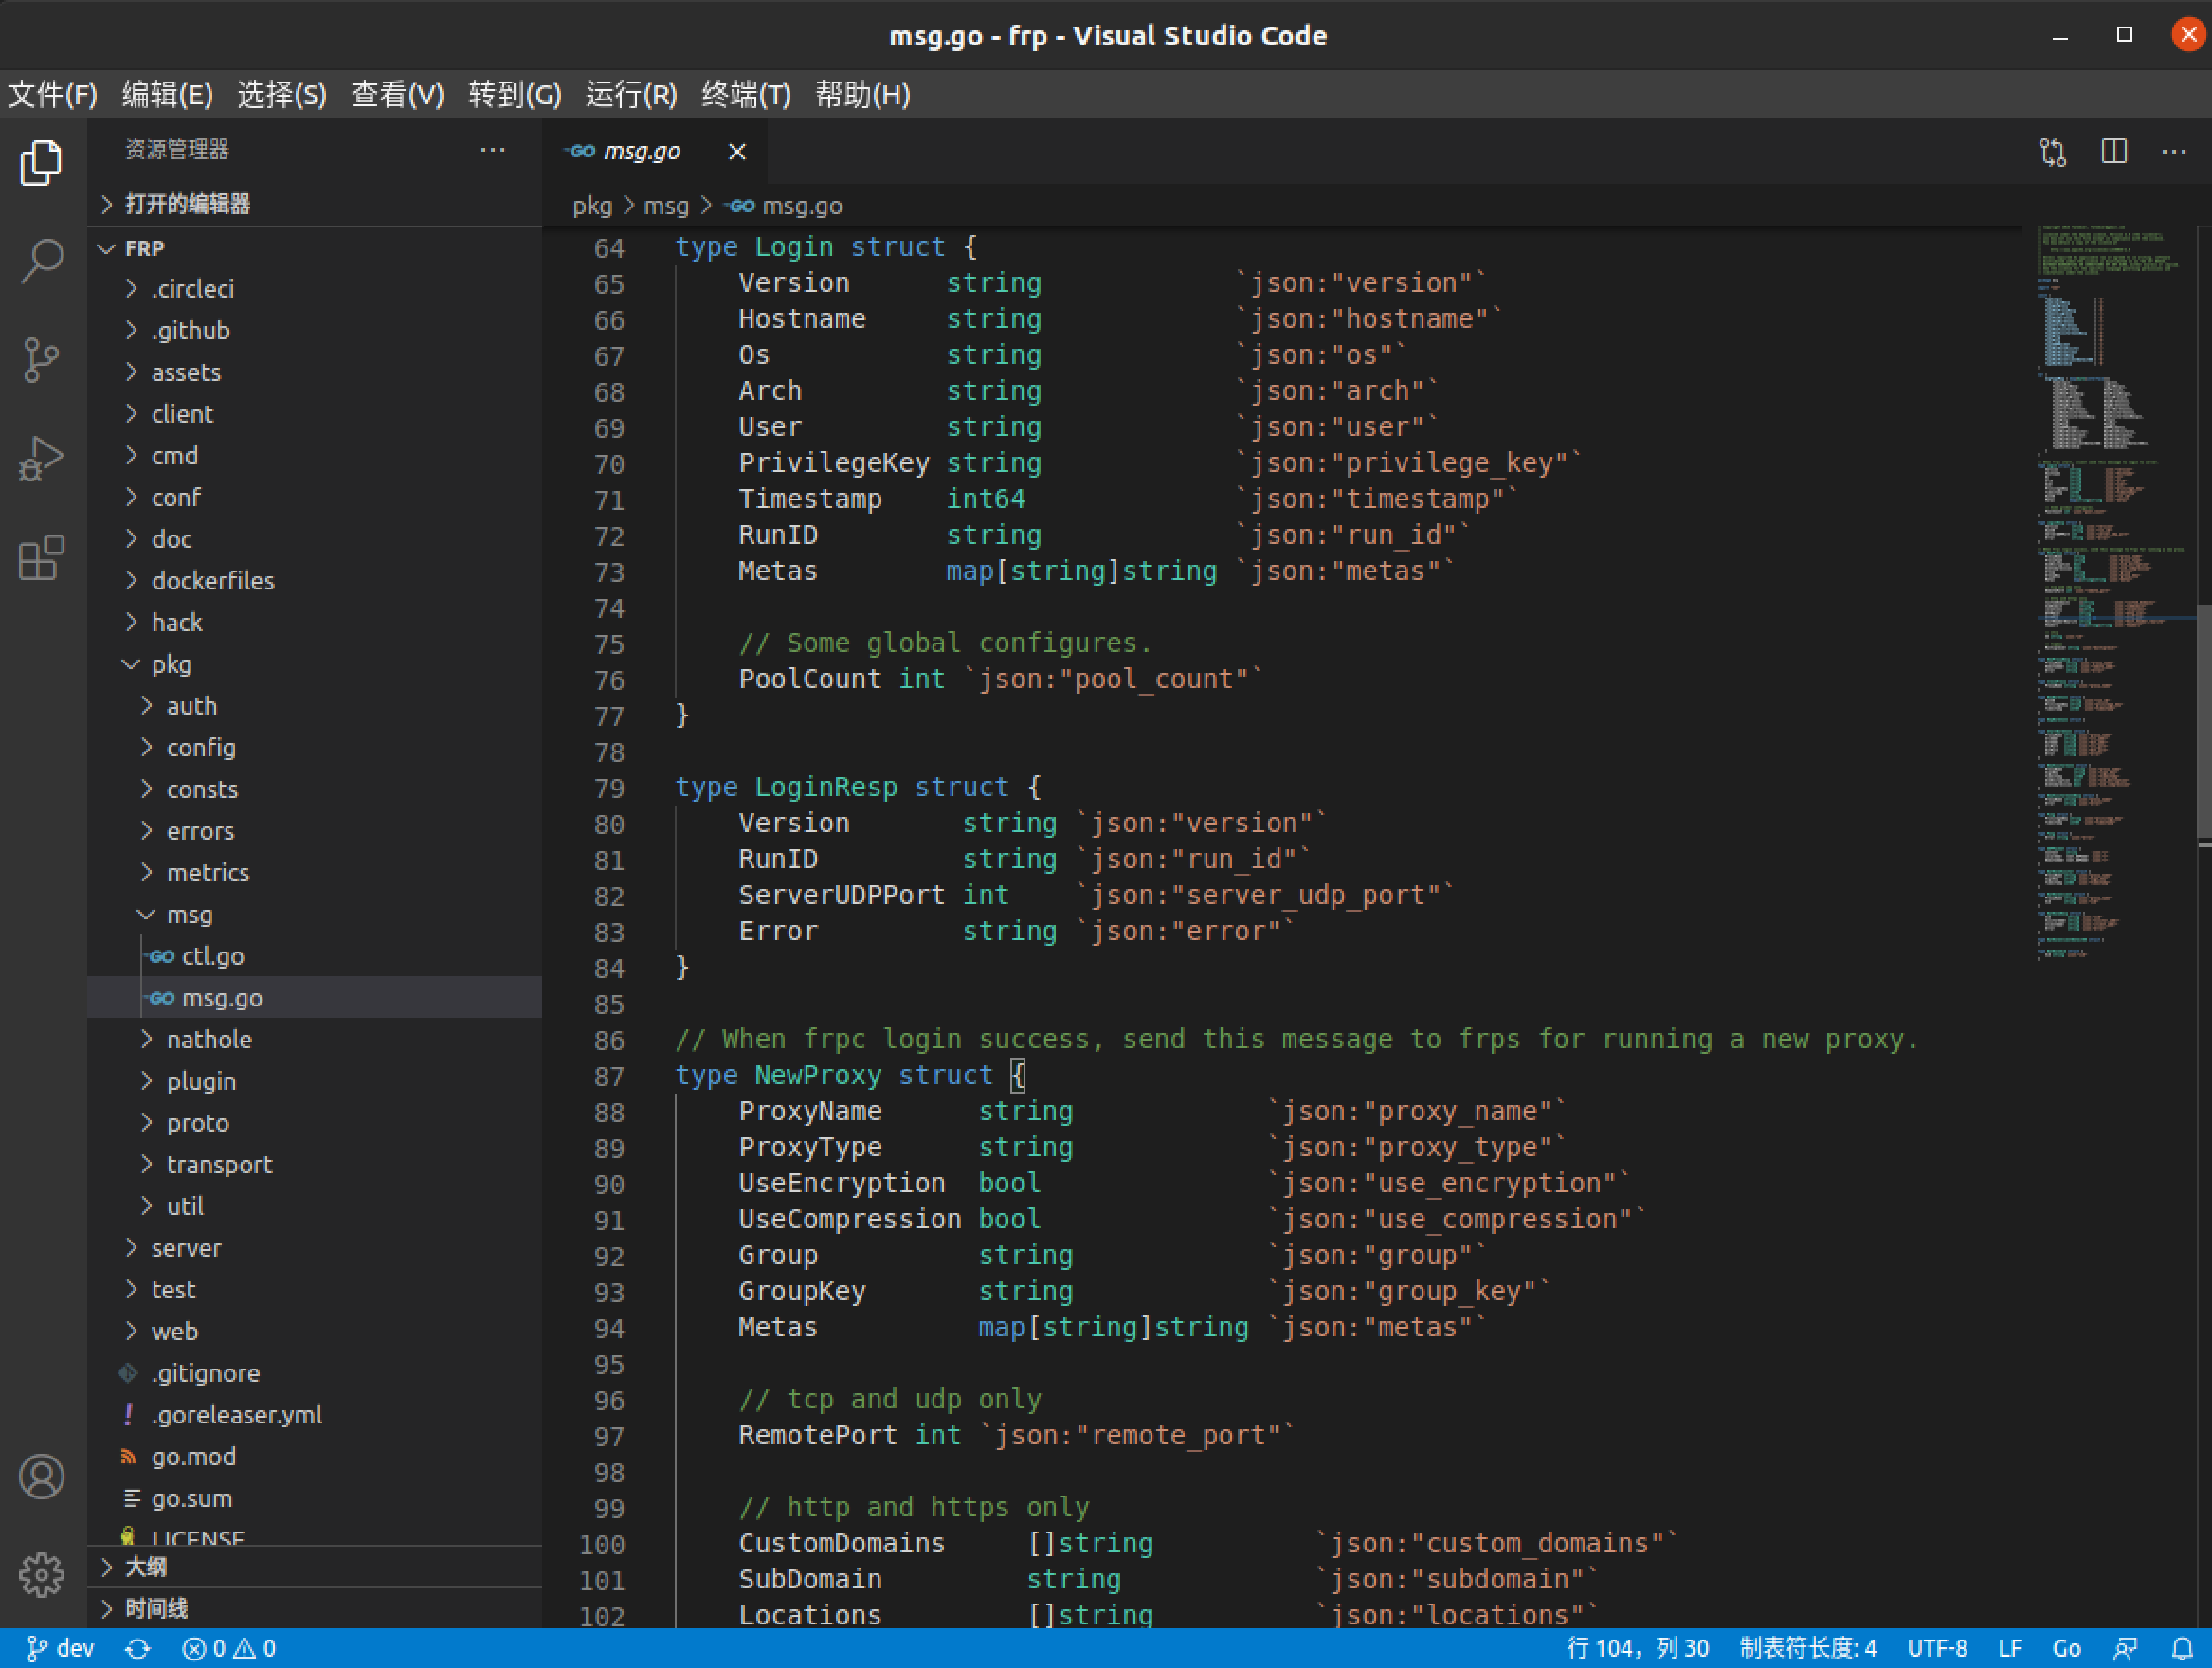 msg.go - frp - Visual Studio Code
文件(F) 编辑(E) 选择(S) 查看(V) 转到(G) 运行(R) 终端(T) 帮助(H)
资源管理器
打开的编辑器
FRP
.circleci
.github
assets
client
cmd
conf
doc
dockerfiles
hack
pkg
auth
config
consts
errors
metrics
msg
GO ctl.go
GO msg.go
nathole
plugin
proto
transport
util
server
test
web
.gitignore
! .goreleaser.yml
go.mod
go.sum
LICENSE
大纲
时间线
GO msg.go
pkg > msg > GO msg.go
64 type Login struct {
65 Version string `json:"version"`
66 Hostname string `json:"hostname"`
67 Os string `json:"os"`
68 Arch string `json:"arch"`
69 User string `json:"user"`
70 PrivilegeKey string `json:"privilege_key"`
71 Timestamp int64 `json:"timestamp"`
72 RunID string `json:"run_id"`
73 Metas map[string]string `json:"metas"`
74
75 // Some global configures.
76 PoolCount int `json:"pool_count"`
77 }
78
79 type LoginResp struct {
80 Version string `json:"version"`
81 RunID string `json:"run_id"`
82 ServerUDPPort int `json:"server_udp_port"`
83 Error string `json:"error"`
84 }
85
86 // When frpc login success, send this message to frps for running a new proxy.
87 type NewProxy struct {
88 ProxyName string `json:"proxy_name"`
89 ProxyType string `json:"proxy_type"`
90 UseEncryption bool `json:"use_encryption"`
91 UseCompression bool `json:"use_compression"`
92 Group string `json:"group"`
93 GroupKey string `json:"group_key"`
94 Metas map[string]string `json:"metas"`
95
96 // tcp and udp only
97 RemotePort int `json:"remote_port"`
98
99 // http and https only
100 CustomDomains []string `json:"custom_domains"`
101 SubDomain string `json:"subdomain"`
102 Locations []string `json:"locations"`
dev 0 0 行 104，列 30 制表符长度: 4 UTF-8 LF Go